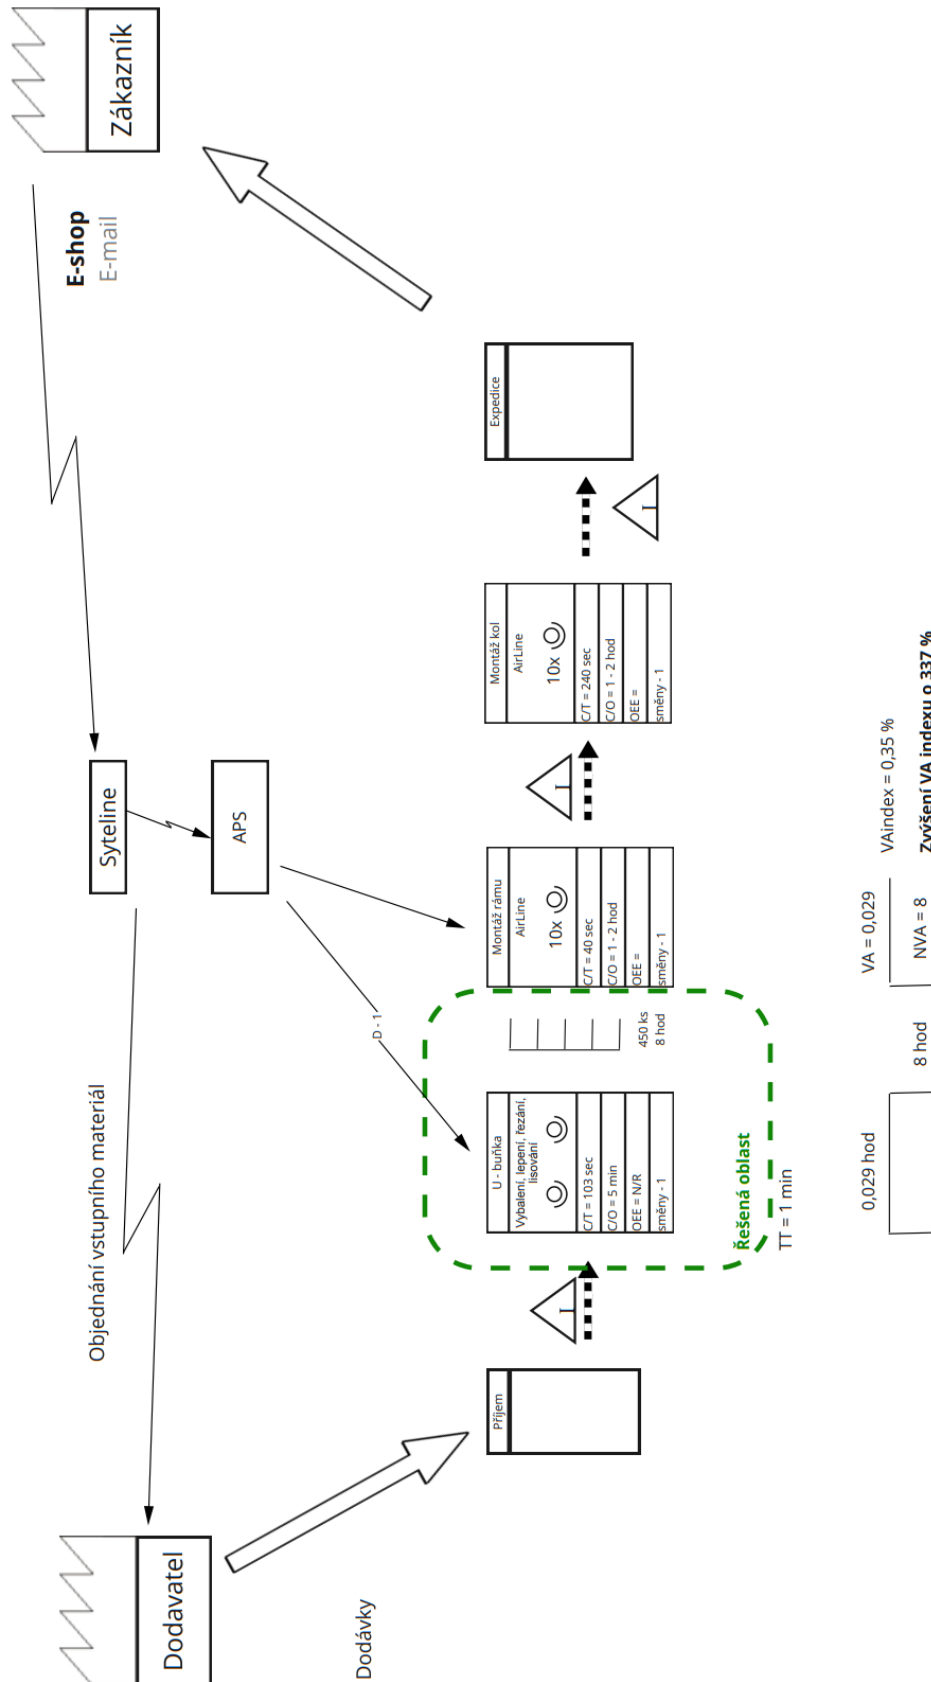 Zákazník
E-shop
E-mail
Syteline
APS
Objednání vstupního materiál
Dodavatel
Dodávky
D - 1
Příjem
I
U - buňka
Vybalení, lepení, řezání,
lisování
C/T = 103 sec
C/O = 5 min
OEE = N/R
směny - 1
450 ks
8 hod
Řešená oblast
TT = 1 min
Montáž rámu
AirLine
10x
C/T = 40 sec
C/O = 1 - 2 hod
OEE =
směny - 1
I
Montáž kol
AirLine
10x
C/T = 240 sec
C/O = 1 - 2 hod
OEE =
směny - 1
I
Expedice
0,029 hod
8 hod
VA = 0,029
NVA = 8
VAindex = 0,35 %
Zvýšení VA indexu o 337 %